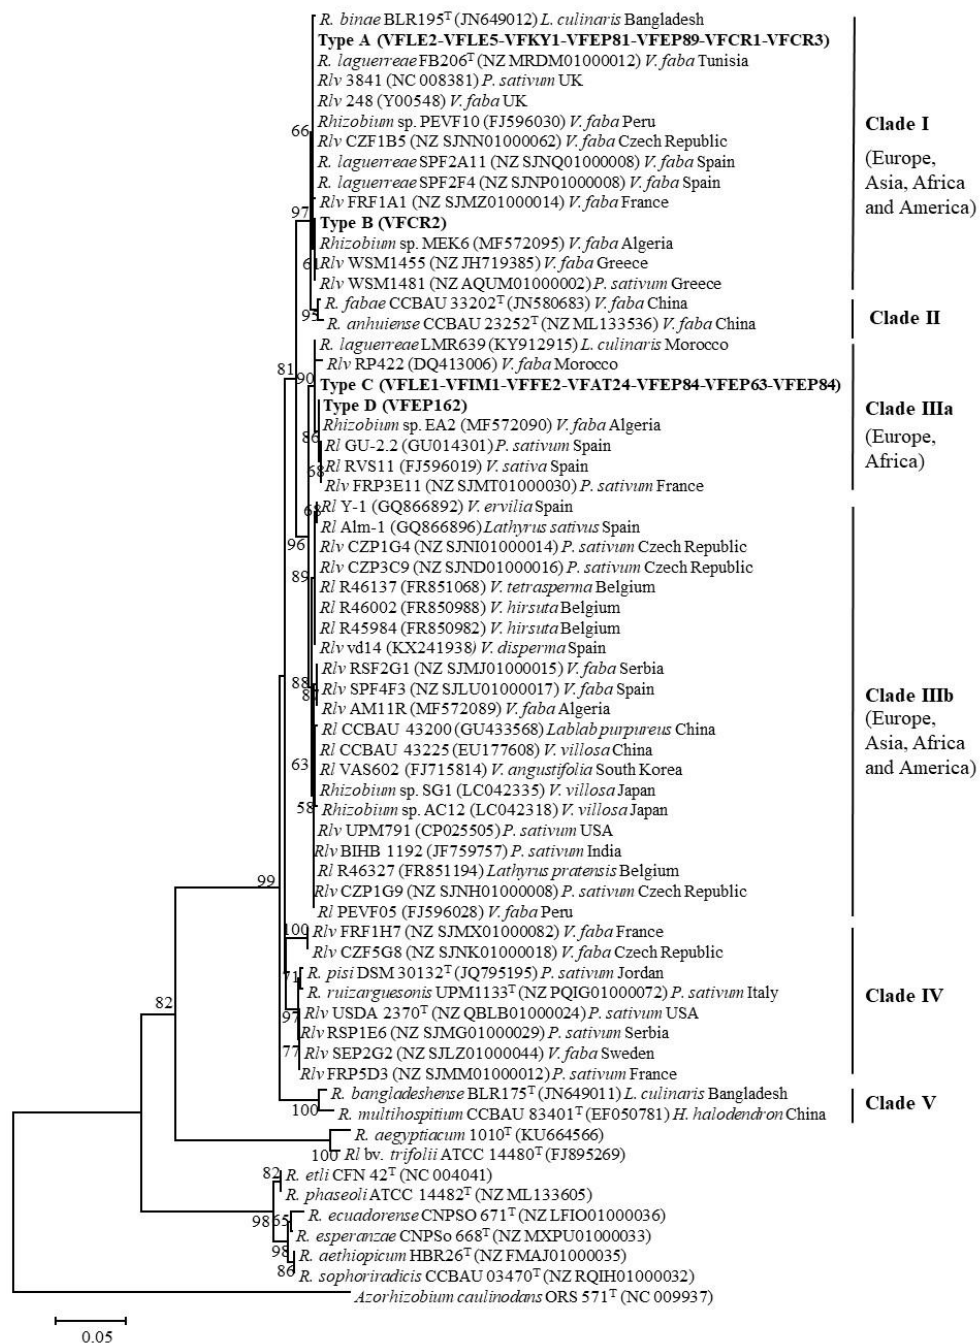 R. binae BLR195T (JN649012) L. culinaris Bangladesh
Type A (VFLE2-VFLE5-VFKY1-VFEP81-VFEP89-VFCR1-VFCR3)
R. laguerreae FB206T (NZ MRDM01000012) V. faba Tunisia
Rlv 3841 (NC 008381) P. sativum UK
Rlv 248 (Y00548) V. faba UK
Rhizobium sp. PEVF10 (FJ596030) V. faba Peru
66
Rlv CZF1B5 (NZ SJNN01000062) V. faba Czech Republic
R. laguerreae SPF2A11 (NZ SJNQ01000008) V. faba Spain
R. laguerreae SPF2F4 (NZ SJNP01000008) V. faba Spain
Rlv FRF1A1 (NZ SJMZ01000014) V. faba France
97
Type B (VFCR2)
Rhizobium sp. MEK6 (MF572095) V. faba Algeria
61
Rlv WSM1455 (NZ JH719385) V. faba Greece
Rlv WSM1481 (NZ AQUM01000002) P. sativum Greece
Clade I
(Europe,
Asia, Africa
and America)
R. fabae CCBAU 33202T (JN580683) V. faba China
95
R. anhuiense CCBAU 23252T (NZ ML133536) V. faba China
Clade II
R. laguerreae LMR639 (KY912915) L. culinaris Morocco
81
Rlv RP422 (DQ413006) V. faba Morocco
90
Type C (VFLE1-VFIM1-VFFE2-VFAT24-VFEP84-VFEP63-VFEP84)
Type D (VFEP162)
Rhizobium sp. EA2 (MF572090) V. faba Algeria
86
Rl GU-2.2 (GU014301) P. sativum Spain
68
Rl RVS11 (FJ596019) V. sativa Spain
Rlv FRP3E11 (NZ SJMT01000030) P. sativum France
Clade IIIa
(Europe,
Africa)
68
Rl Y-1 (GQ866892) V. ervilia Spain
Rl Alm-1 (GQ866896) Lathyrus sativus Spain
96
Rlv CZP1G4 (NZ SJNI01000014) P. sativum Czech Republic
Rlv CZP3C9 (NZ SJND01000016) P. sativum Czech Republic
89
Rl R46137 (FR851068) V. tetrasperma Belgium
Rl R46002 (FR850988) V. hirsuta Belgium
Rl R45984 (FR850982) V. hirsuta Belgium
Rlv vd14 (KX241938) V. disperma Spain
Rlv RSF2G1 (NZ SJMJ01000015) V. faba Serbia
88
Rlv SPF4F3 (NZ SJLU01000017) V. faba Spain
Rlv AM11R (MF572089) V. faba Algeria
Rl CCBAU 43200 (GU433568) Lablab purpureus China
Rl CCBAU 43225 (EU177608) V. villosa China
63
Rl VAS602 (FJ715814) V. angustifolia South Korea
Rhizobium sp. SG1 (LC042335) V. villosa Japan
58
Rhizobium sp. AC12 (LC042318) V. villosa Japan
Rlv UPM791 (CP025505) P. sativum USA
Rlv BIHB 1192 (JF759757) P. sativum India
Rl R46327 (FR851194) Lathyrus pratensis Belgium
99
Rlv CZP1G9 (NZ SJNH01000008) P. sativum Czech Republic
Rl PEVF05 (FJ596028) V. faba Peru
Clade IIIb
(Europe,
Asia, Africa
and America)
100
Rlv FRF1H7 (NZ SJMX01000082) V. faba France
Rlv CZF5G8 (NZ SJNK01000018) V. faba Czech Republic
71
R. pisi DSM 30132T (JQ795195) P. sativum Jordan
R. ruizarguesonis UPM1133T (NZ PQIG01000072) P. sativum Italy
82
97
Rlv USDA 2370T (NZ QBLB01000024) P. sativum USA
Rlv RSP1E6 (NZ SJMG01000029) P. sativum Serbia
77
Rlv SEP2G2 (NZ SJLZ01000044) V. faba Sweden
Rlv FRP5D3 (NZ SJMM01000012) P. sativum France
Clade IV
R. bangladeshense BLR175T (JN649011) L. culinaris Bangladesh
100
R. multihospitium CCBAU 83401T (EF050781) H. halodendron China
Clade V
R. aegyptiacum 1010T (KU664566)
100
Rl bv. trifolii ATCC 14480T (FJ895269)
82
R. etli CFN 42T (NC 004041)
R. phaseoli ATCC 14482T (NZ ML133605)
98
65
R. ecuadorense CNPSO 671T (NZ LFIO01000036)
R. esperanzae CNPSo 668T (NZ MXPU01000033)
98
R. aethiopicum HBR26T (NZ FMAJ01000035)
86
R. sophoriradicis CCBAU 03470T (NZ RQIH01000032)
Azorhizobium caulinodans ORS 571T (NC 009937)
0.05